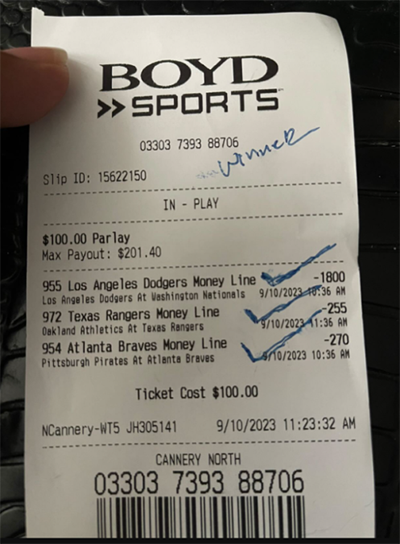 BOYD
SPORTS
03303 7393 88706
Winner
Slip ID: 15622150
IN - PLAY
$100.00 Parlay
Max Payout: $201.40
955 Los Angeles Dodgers Money Line -1800
Los Angeles Dodgers At Washington Nationals 9/10/2023 10:36 AM
972 Texas Rangers Money Line -255
Oakland Athletics At Texas Rangers 9/10/2023 11:36 AM
954 Atlanta Braves Money Line -270
Pittsburgh Pirates At Atlanta Braves 9/10/2023 10:36 AM
Ticket Cost $100.00
NCannery-WT5 JH305141 9/10/2023 11:23:32 AM
CANNERY NORTH
03303 7393 88706